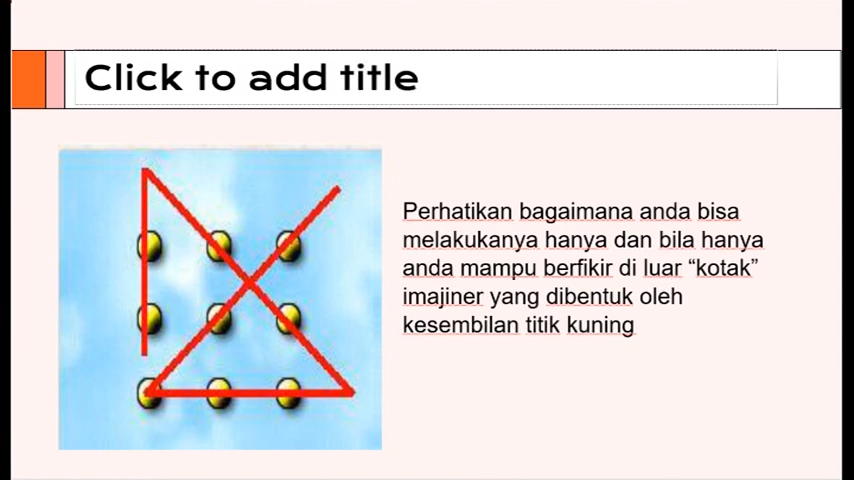 Click to add title
Perhatikan bagaimana anda bisa
melakukanya hanya dan bila hanya
anda mampu berfikir di luar “kotak”
imajiner yang dibentuk oleh
kesembilan titik kuning